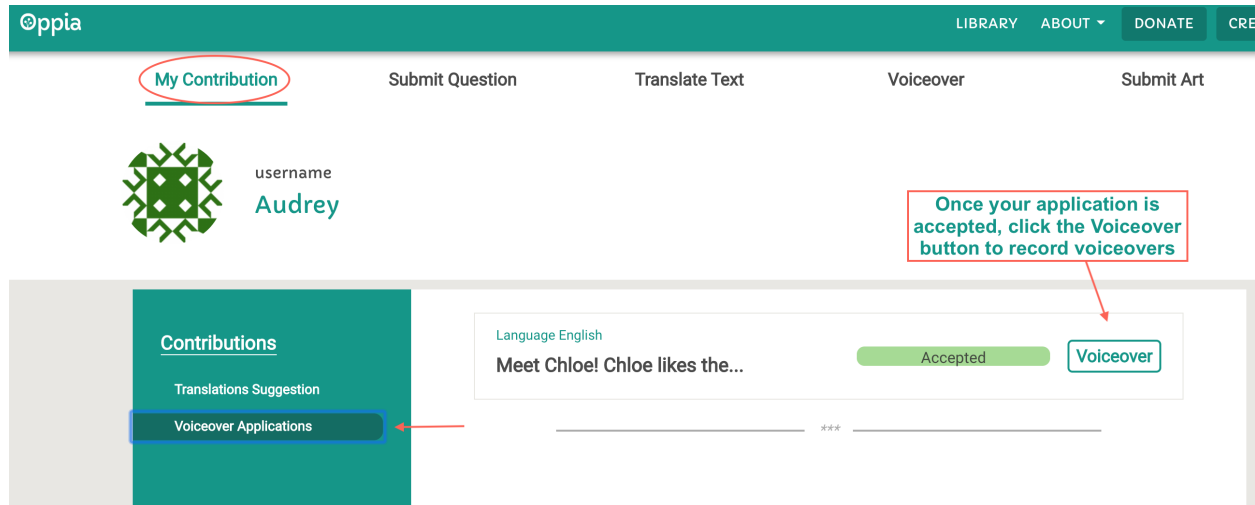 Oppia
LIBRARY ABOUT DONATE CRE
My Contribution Submit Question Translate Text Voiceover Submit Art
username
Audrey
Once your application is
accepted, click the Voiceover
button to record voiceovers
Contributions
Translations Suggestion
Voiceover Applications
Language English
Meet Chloe! Chloe likes the...
Accepted
Voiceover
***